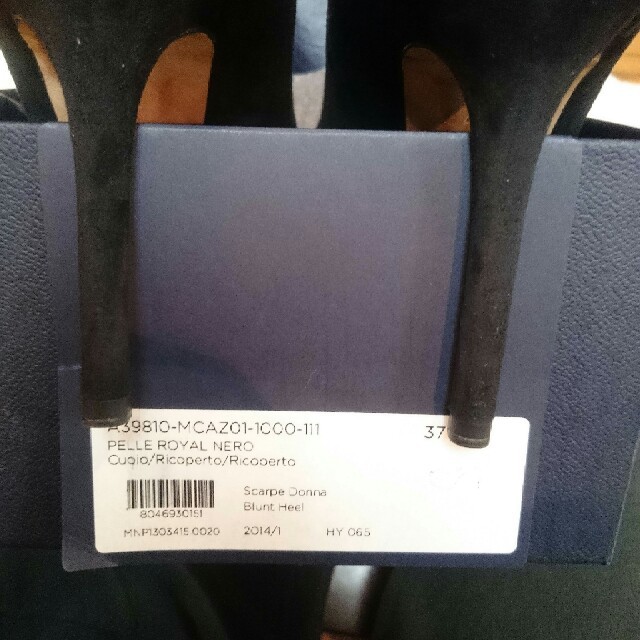 A39810-MCAZ01-1000-111 37
PELLE ROYAL NERO
Cuoio/Ricoperto/Ricoperto
8046930151
Scarpe Donna
Blunt Heel
MNP1303415.0020 2014/1 HY 065